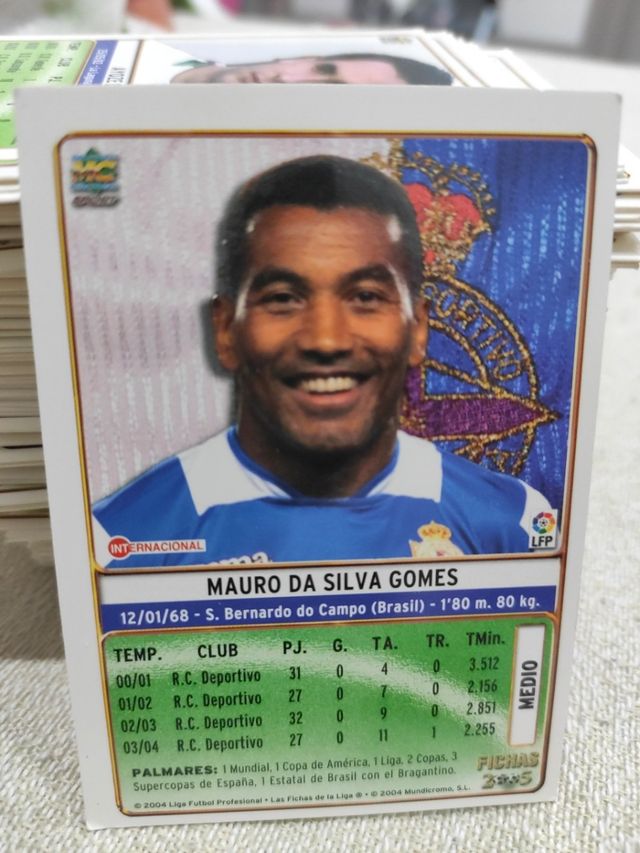 MC
INTERNACIONAL
DEPORTIVO
LFP
MAURO DA SILVA GOMES
12/01/68 - S. Bernardo do Campo (Brasil) - 1'80 m. 80 kg.
TEMP. CLUB PJ. G. TA. TR. TMin.
00/01 R.C. Deportivo 31 0 4 0 3.512
01/02 R.C. Deportivo 27 0 7 0 2.156
02/03 R.C. Deportivo 32 0 9 0 2.851
03/04 R.C. Deportivo 27 0 11 1 2.255
MEDIO
PALMARES: 1 Mundial, 1 Copa de América, 1 Liga, 2 Copas, 3
Supercopas de España, 1 Estatal de Brasil con el Bragantino.
FICHAS
2005
© 2004 Liga Futbol Profesional • Las Fichas de la Liga ® • © 2004 Mundicromo, S.L.